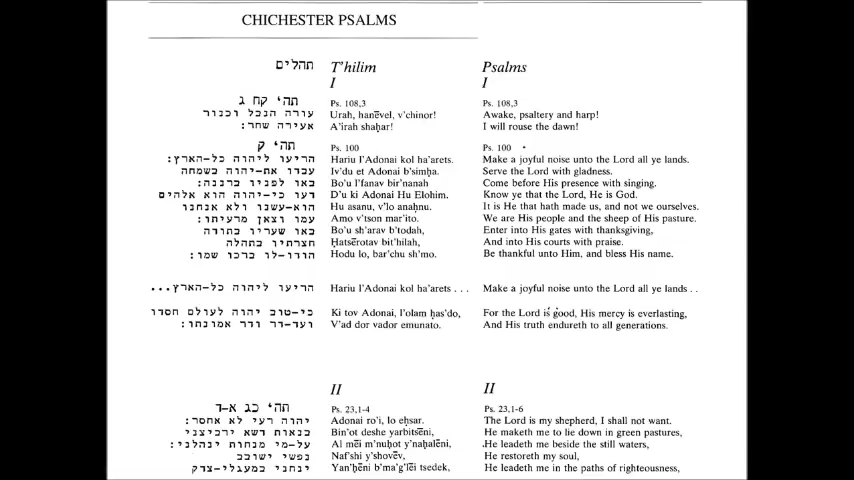 CHICHESTER PSALMS
תהלים T'hilim Psalms
I I
תה' קח ג Ps. 108,3 Ps. 108,3
עורה הנבל וכנור Urah, hanēvel, v'chinor! Awake, psaltery and harp!
אעירה שחר: A'irah shaḥar! I will rouse the dawn!
תה' ק Ps. 100 Ps. 100
הריעו ליהוה כל-הארץ: Hariu l'Adonai kol ha'arets. Make a joyful noise unto the Lord all ye lands.
עבדו את-יהוה בשמחה Iv'du et Adonai b'simḥa. Serve the Lord with gladness.
באו לפניו ברננה: Bo'u l'fanav bir'nanah Come before His presence with singing.
דעו כי-יהוה הוא אלהים D'u ki Adonai Hu Elohim. Know ye that the Lord, He is God.
הוא-עשנו ולא אנחנו Hu asanu, v'lo anaḥnu. It is He that hath made us, and not we ourselves.
עמו וצאן מרעיתו: Amo v'tson mar'ito. We are His people and the sheep of His pasture.
באו שעריו בתודה Bo'u sh'arav b'todah, Enter into His gates with thanksgiving,
חצרתיו בתהלה Ḥatsērotav bit'hilah, And into His courts with praise.
הודו-לו ברכו שמו: Hodu lo, bar'chu sh'mo. Be thankful unto Him, and bless His name.
הריעו ליהוה כל-הארץ... Hariu l'Adonai kol ha'arets . . . Make a joyful noise unto the Lord all ye lands . .
כי-טוב יהוה לעולם חסדו Ki tov Adonai, l'olam ḥas'do, For the Lord is good, His mercy is everlasting,
ועד-דר ודר אמונתו: V'ad dor vador emunato. And His truth endureth to all generations.
II II
תה' כג א-ד Ps. 23,1-4 Ps. 23,1-6
יהוה רעי לא אחסר: Adonai ro'i, lo eḥsar. The Lord is my shepherd, I shall not want.
בנאות דשא ירביצני Bin'ot deshe yarbitsēni, He maketh me to lie down in green pastures,
על-מי מנחות ינהלני: Al mēi m'nuḥot y'naḥalēni, He leadeth me beside the still waters,
נפשי ישובב Naf'shi y'shovēv, He restoreth my soul,
ינחני במעגלי-צדק Yan'ḥēni b'ma'g'lēi tsedek, He leadeth me in the paths of righteousness,